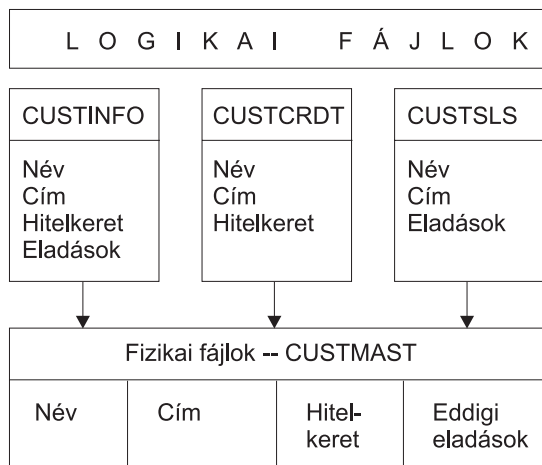 L O G I K A I F Á J L O K
CUSTINFO
Név
Cím
Hitelkeret
Eladások
CUSTCRDT
Név
Cím
Hitelkeret
CUSTSLS
Név
Cím
Eladások
Fizikai fájlok -- CUSTMAST
Név
Cím
Hitel-
keret
Eddigi
eladások